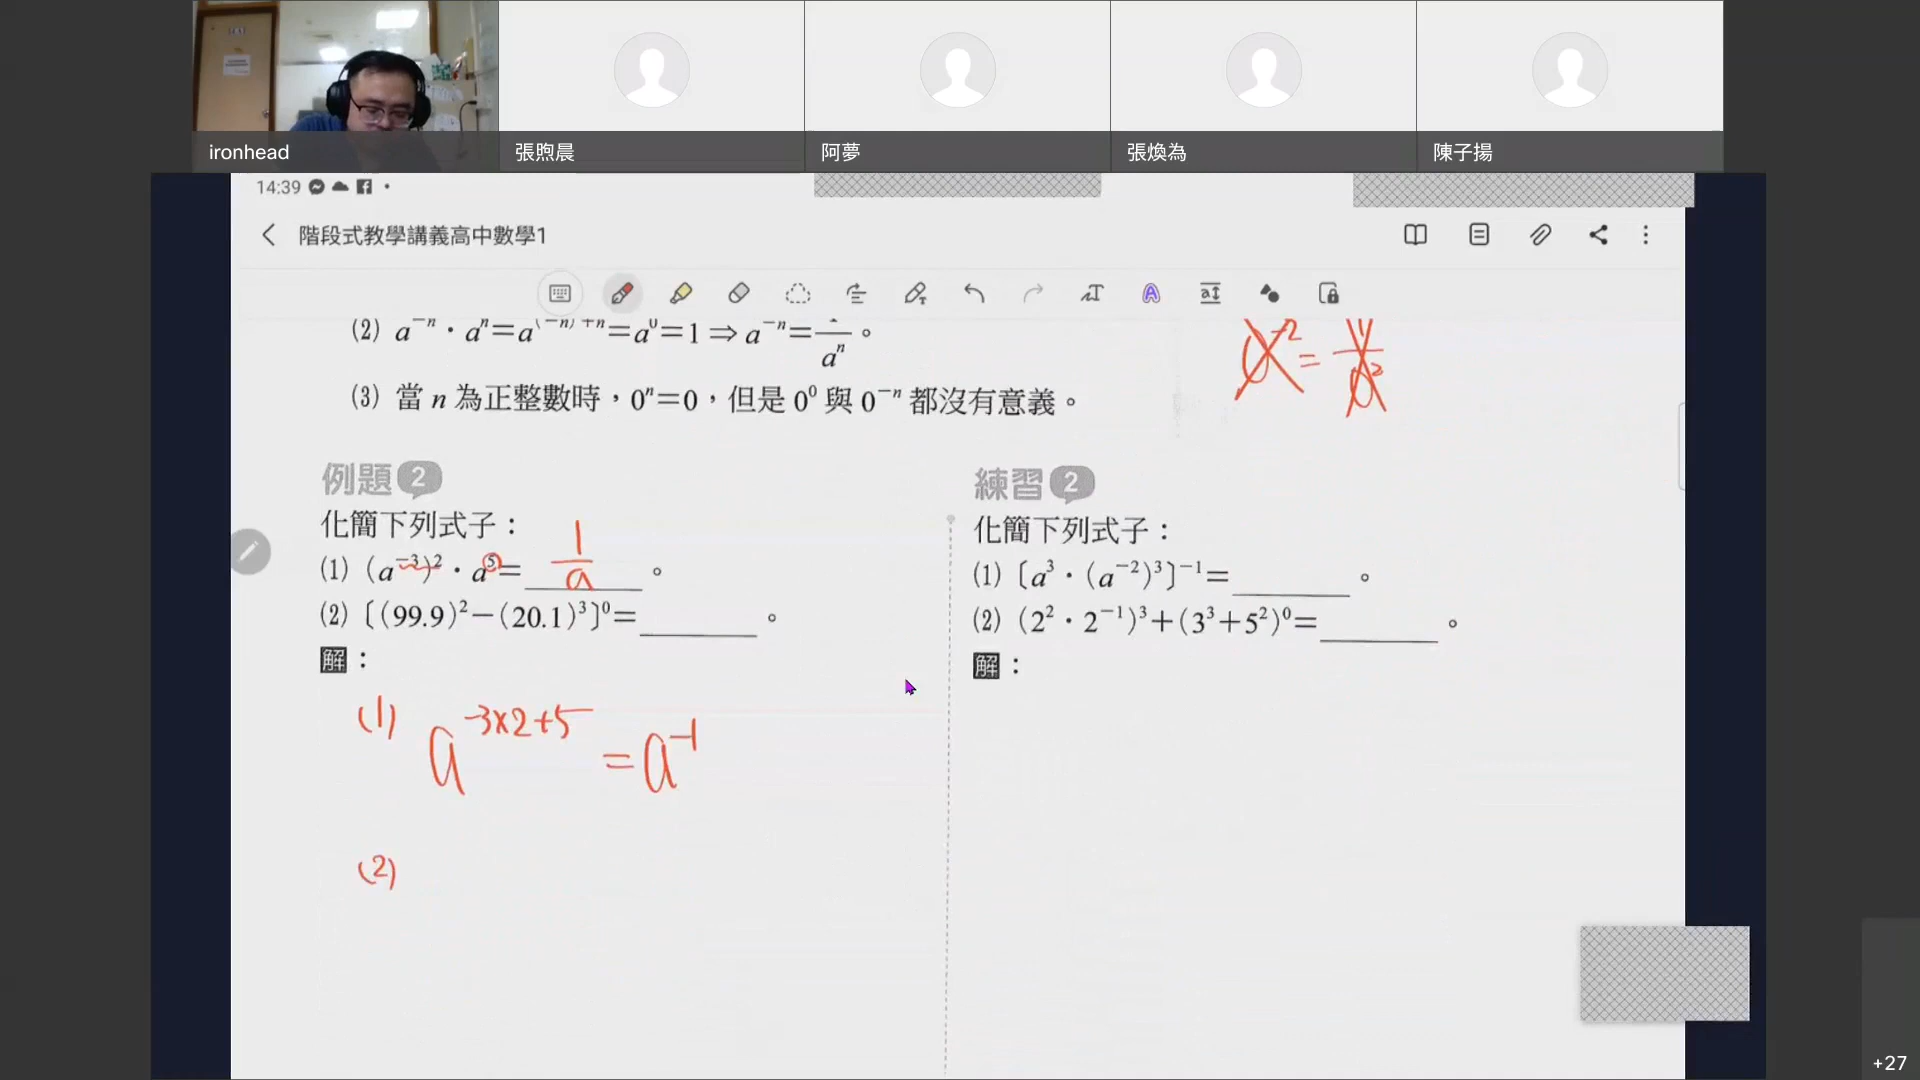 ironhead
張煦晨
阿夢
張煥為
陳子揚
14:39
階段式教學講義高中數學1
(2) a⁻ⁿ · aⁿ=a⁽⁻ⁿ⁾⁺ⁿ=a⁰=1⇒a⁻ⁿ=1/aⁿ。
a⁻²=1/a²
(3) 當 n 為正整數時，0ⁿ=0，但是 0⁰ 與 0⁻ⁿ 都沒有意義。
例題 2
化簡下列式子：
(1) (a⁻³)² · a⁵= 1/a 。
(2) 〔(99.9)²−(20.1)³〕⁰=______。
解：
(1) a^(-3×2+5) = a⁻¹
(2)
練習 2
化簡下列式子：
(1) 〔a³ · (a⁻²)³〕⁻¹=______。
(2) (2² · 2⁻¹)³+(3³+5²)⁰=______。
解：
+27